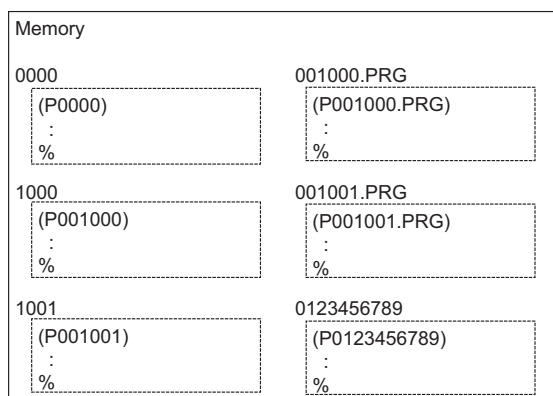 Memory
0000
(P0000)
:
%
001000.PRG
(P001000.PRG)
:
%
1000
(P001000)
:
%
001001.PRG
(P001001.PRG)
:
%
1001
(P001001)
:
%
0123456789
(P0123456789)
:
%